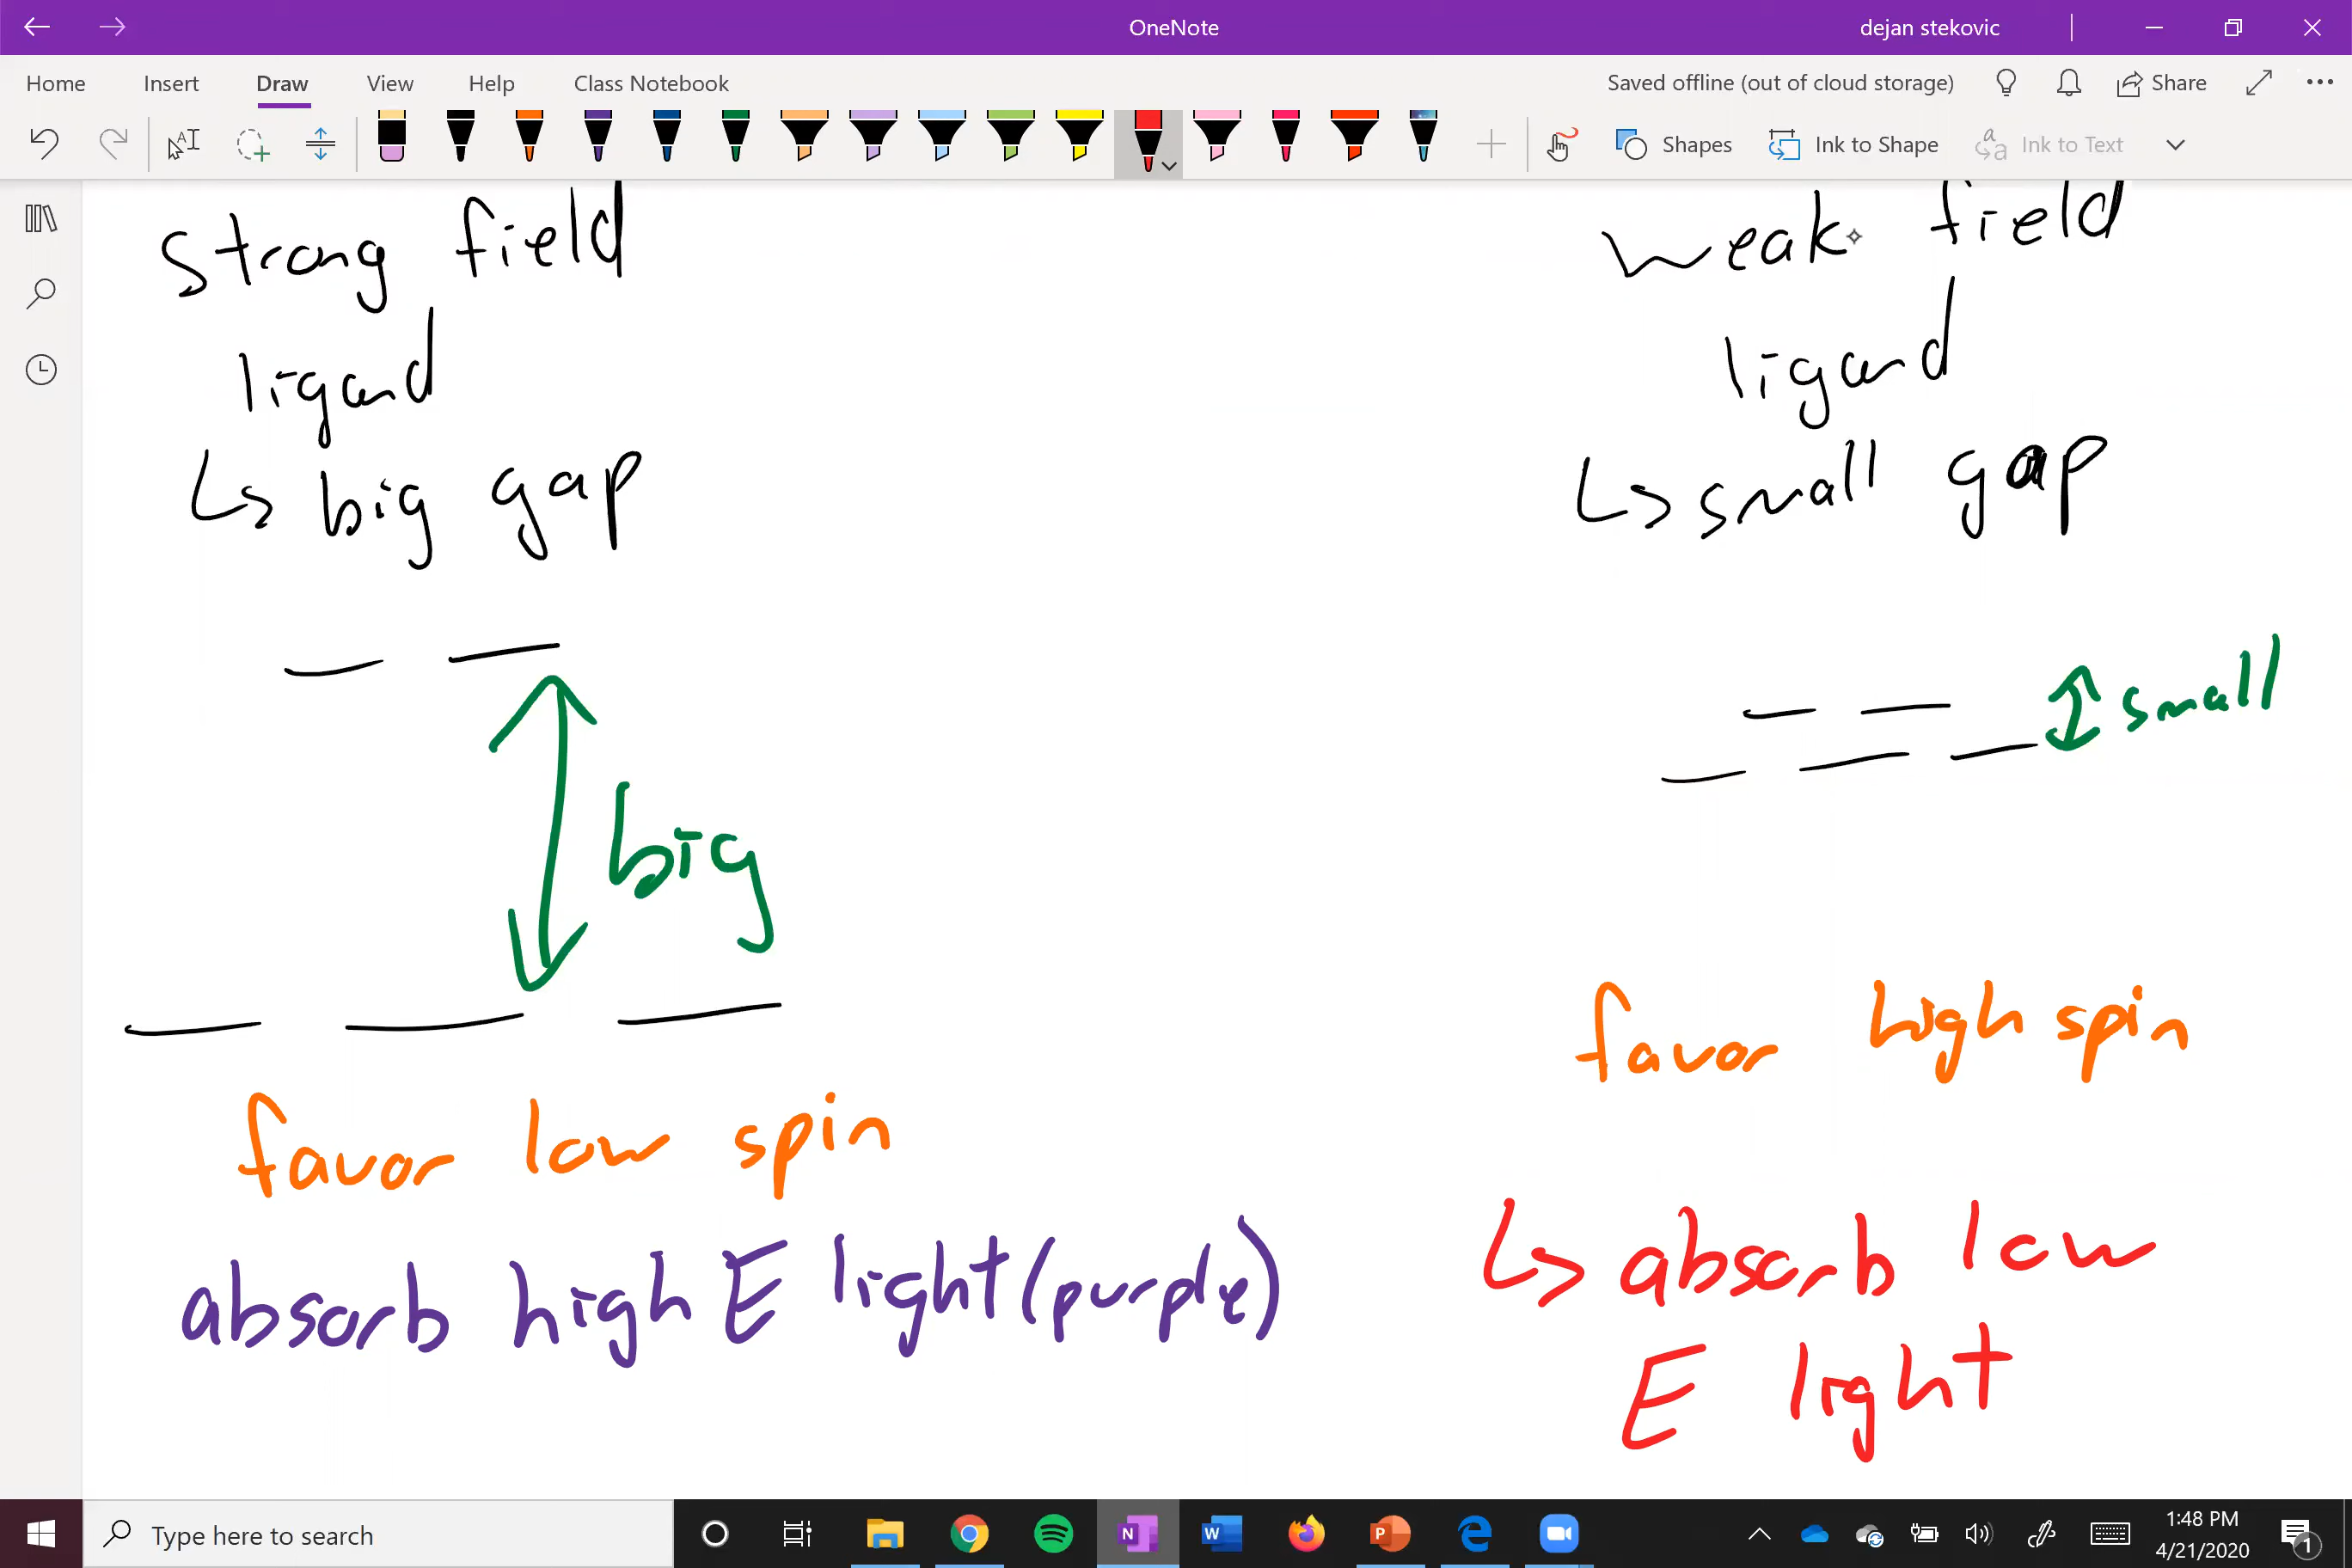 OneNote
dejan stekovic
Home Insert Draw View Help Class Notebook
Saved offline (out of cloud storage)
Share
Shapes
Ink to Shape
Ink to Text
Strong field
ligand
↳ big gap
big
favor low spin
absorb high E light (purple)
weak field
ligand
↳ small gap
small
favor high spin
↳ absorb low
E light
Type here to search
1:48 PM
4/21/2020
1